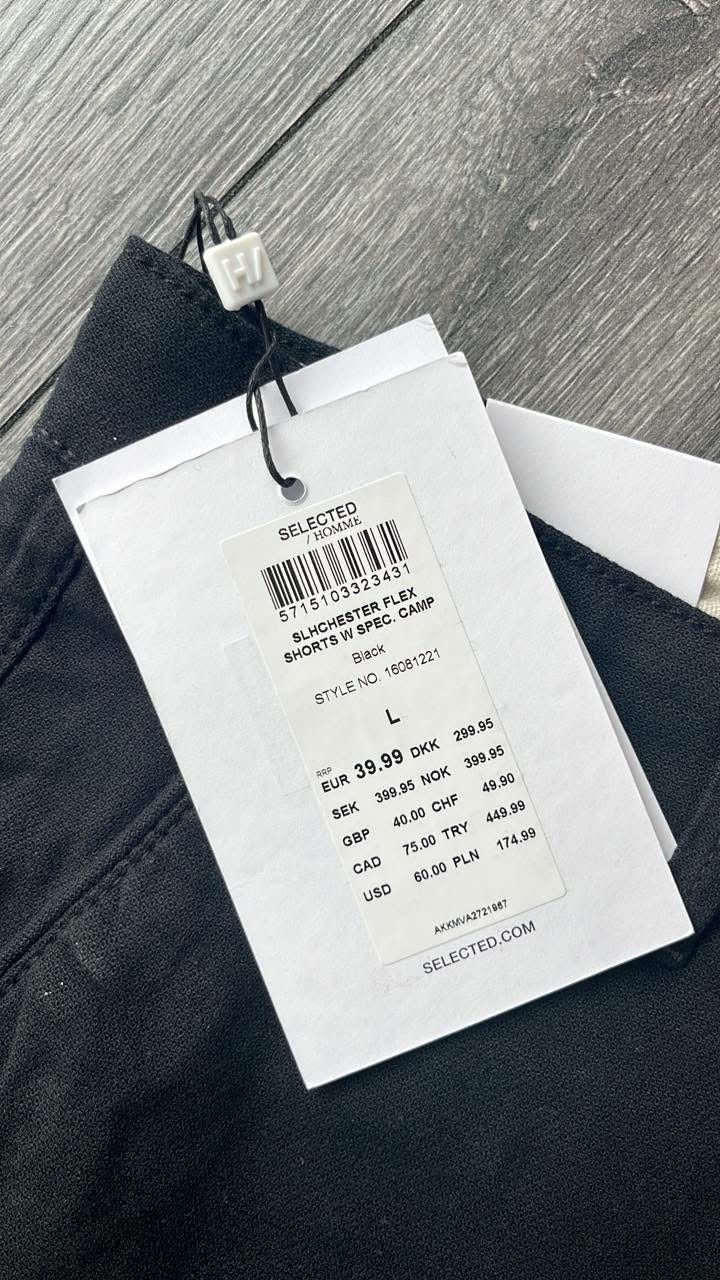 H/
SELECTED
/ HOMME
5715103323431
SLHCHESTER FLEX
SHORTS W SPEC. CAMP
Black
STYLE NO. 16081221
L
RRP
EUR 39.99 DKK 299.95
SEK 399.95 NOK 399.95
GBP 40.00 CHF 49.90
CAD 75.00 TRY 449.99
USD 60.00 PLN 174.99
AKKMVA2721967
SELECTED.COM